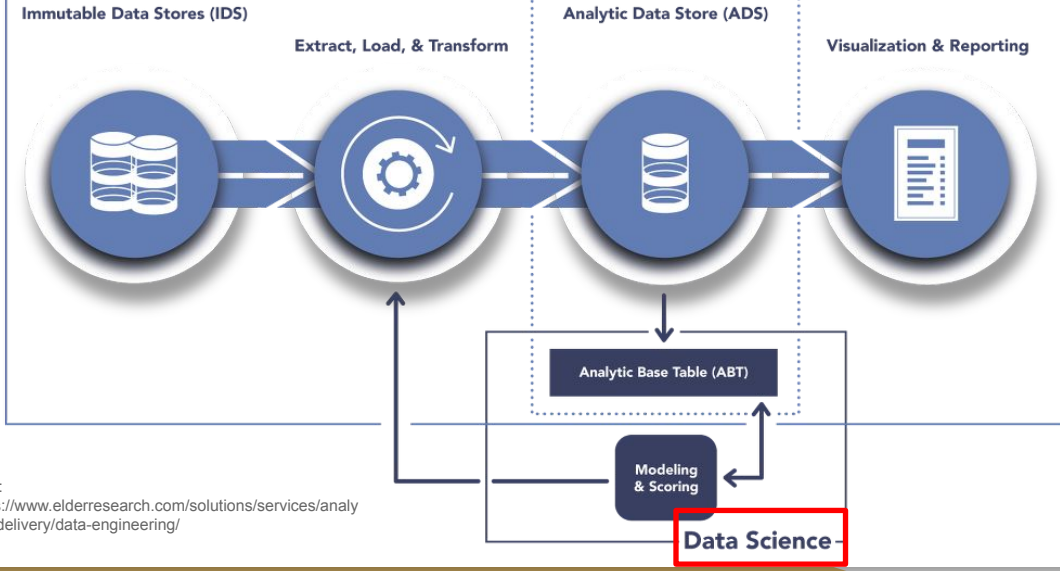 Immutable Data Stores (IDS)
Analytic Data Store (ADS)
Extract, Load, & Transform
Visualization & Reporting
Analytic Base Table (ABT)
Modeling
& Scoring
://www.elderresearch.com/solutions/services/analy
delivery/data-engineering/
Data Science